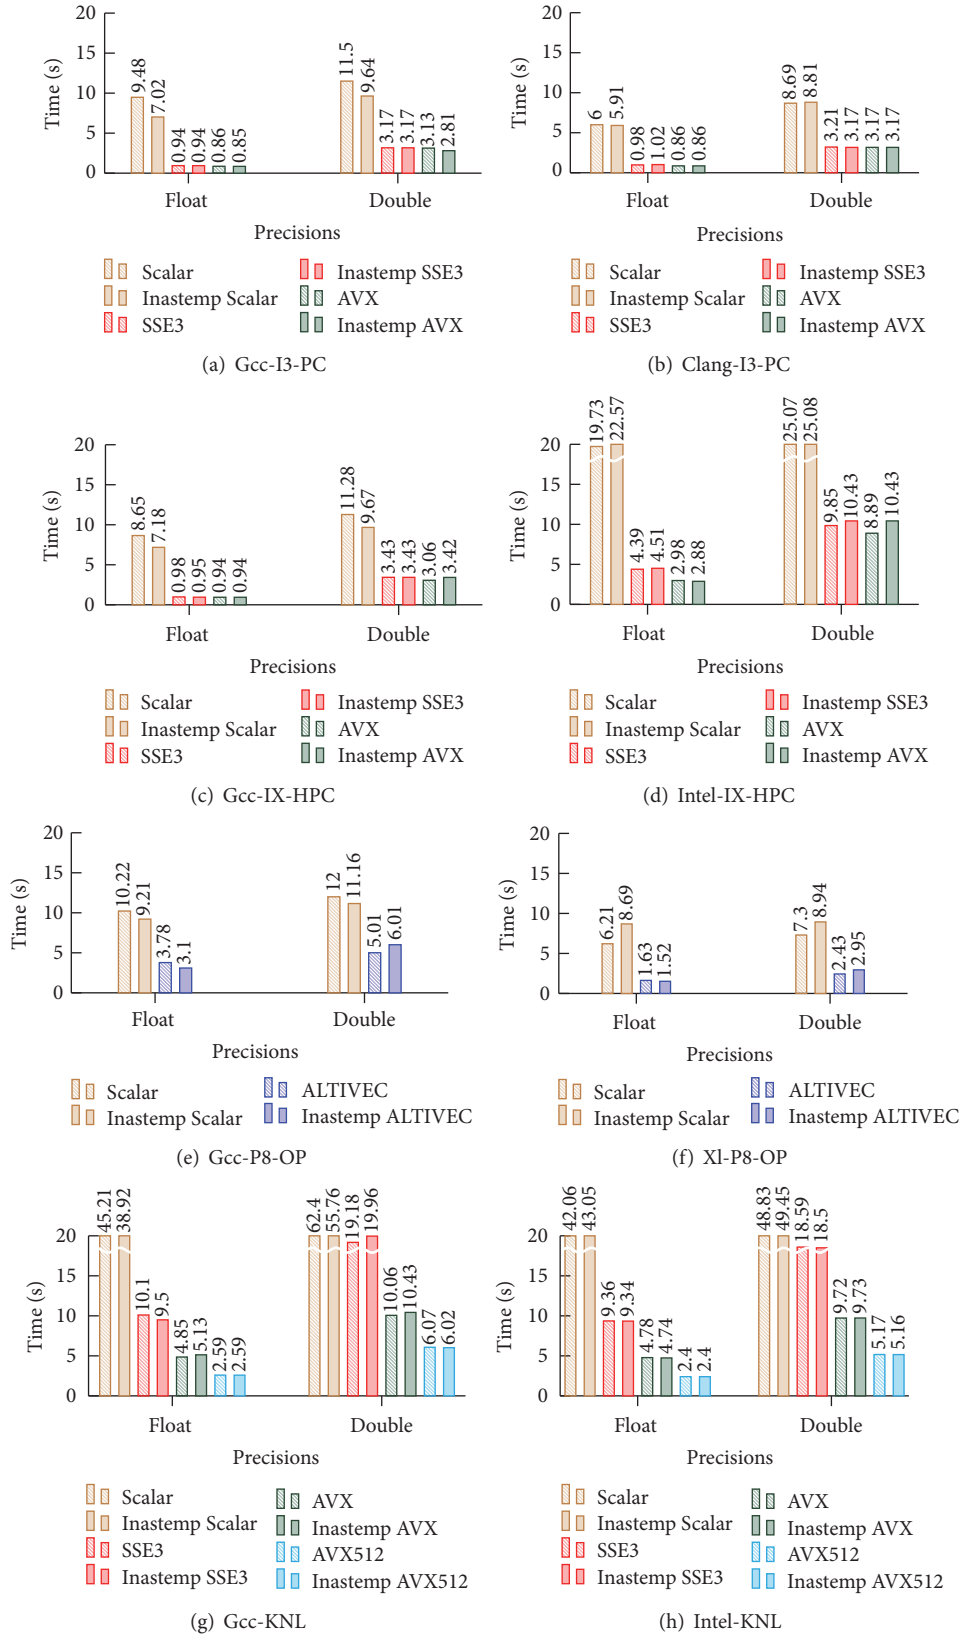 20
15
10
5
0
Time (s)
9.48
7.02
0.94
0.94
0.86
0.85
11.5
9.64
3.17
3.17
3.13
2.81
Float
Double
Precisions
Scalar
Inastemp Scalar
SSE3
Inastemp SSE3
AVX
Inastemp AVX
(a) Gcc-I3-PC
20
15
10
5
0
Time (s)
6
5.91
0.98
1.02
0.86
0.86
8.69
8.81
3.21
3.17
3.17
3.17
Float
Double
Precisions
Scalar
Inastemp Scalar
SSE3
Inastemp SSE3
AVX
Inastemp AVX
(b) Clang-I3-PC
20
15
10
5
0
Time (s)
8.65
7.18
0.98
0.95
0.94
0.94
11.28
9.67
3.43
3.43
3.06
3.42
Float
Double
Precisions
Scalar
Inastemp Scalar
SSE3
Inastemp SSE3
AVX
Inastemp AVX
(c) Gcc-IX-HPC
20
15
10
5
0
Time (s)
19.73
22.57
4.39
4.51
2.98
2.88
25.07
25.08
9.85
10.43
8.89
10.43
Float
Double
Precisions
Scalar
Inastemp Scalar
SSE3
Inastemp SSE3
AVX
Inastemp AVX
(d) Intel-IX-HPC
20
15
10
5
0
Time (s)
10.22
9.21
3.78
3.1
12
11.16
5.01
6.01
Float
Double
Precisions
Scalar
Inastemp Scalar
ALTIVEC
Inastemp ALTIVEC
(e) Gcc-P8-OP
20
15
10
5
0
Time (s)
6.21
8.69
1.63
1.52
7.3
8.94
2.43
2.95
Float
Double
Precisions
Scalar
Inastemp Scalar
ALTIVEC
Inastemp ALTIVEC
(f) Xl-P8-OP
20
15
10
5
0
Time (s)
45.21
38.92
10.1
9.5
4.85
5.13
2.59
2.59
62.4
55.76
19.18
19.96
10.06
10.43
6.07
6.02
Float
Double
Precisions
Scalar
Inastemp Scalar
SSE3
Inastemp SSE3
AVX
Inastemp AVX
AVX512
Inastemp AVX512
(g) Gcc-KNL
20
15
10
5
0
Time (s)
42.06
43.05
9.36
9.34
4.78
4.74
2.4
2.4
48.83
49.45
18.59
18.5
9.72
9.73
5.17
5.16
Float
Double
Precisions
Scalar
Inastemp Scalar
SSE3
Inastemp SSE3
AVX
Inastemp AVX
AVX512
Inastemp AVX512
(h) Intel-KNL